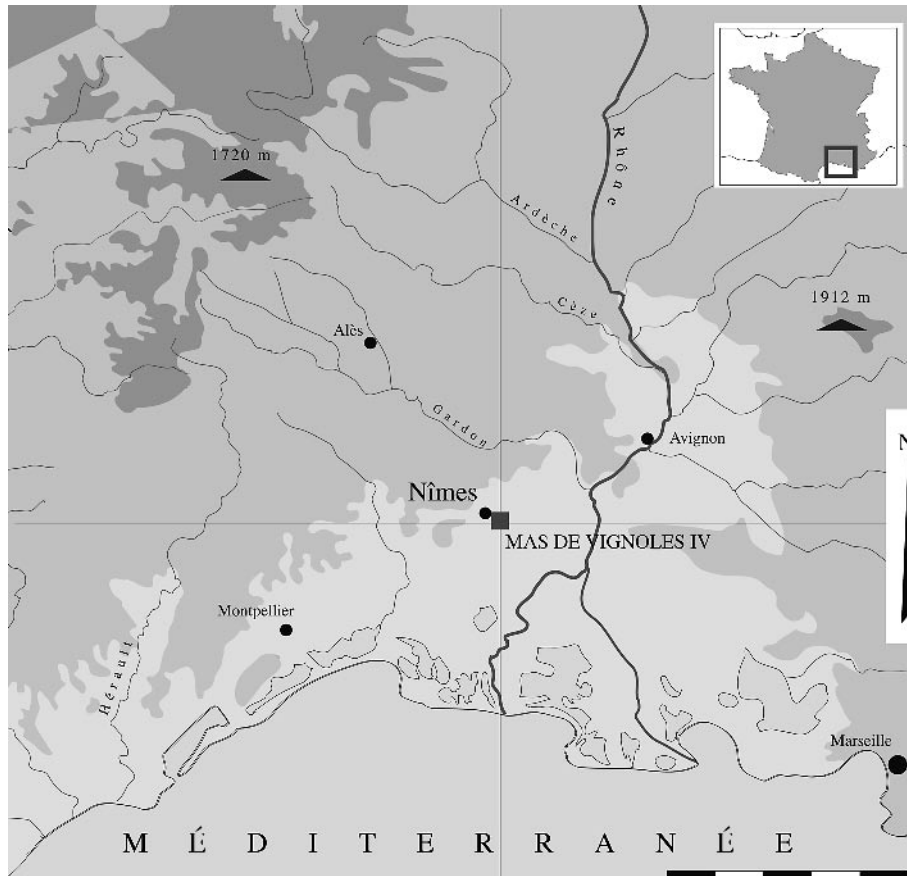 1720 m
Rhône
Ardèche
Cèze
1912 m
Alès
Gardon
Avignon
N
Nîmes
MAS DE VIGNOLES IV
Montpellier
Hérault
Marseille
MÉDITERRANÉE